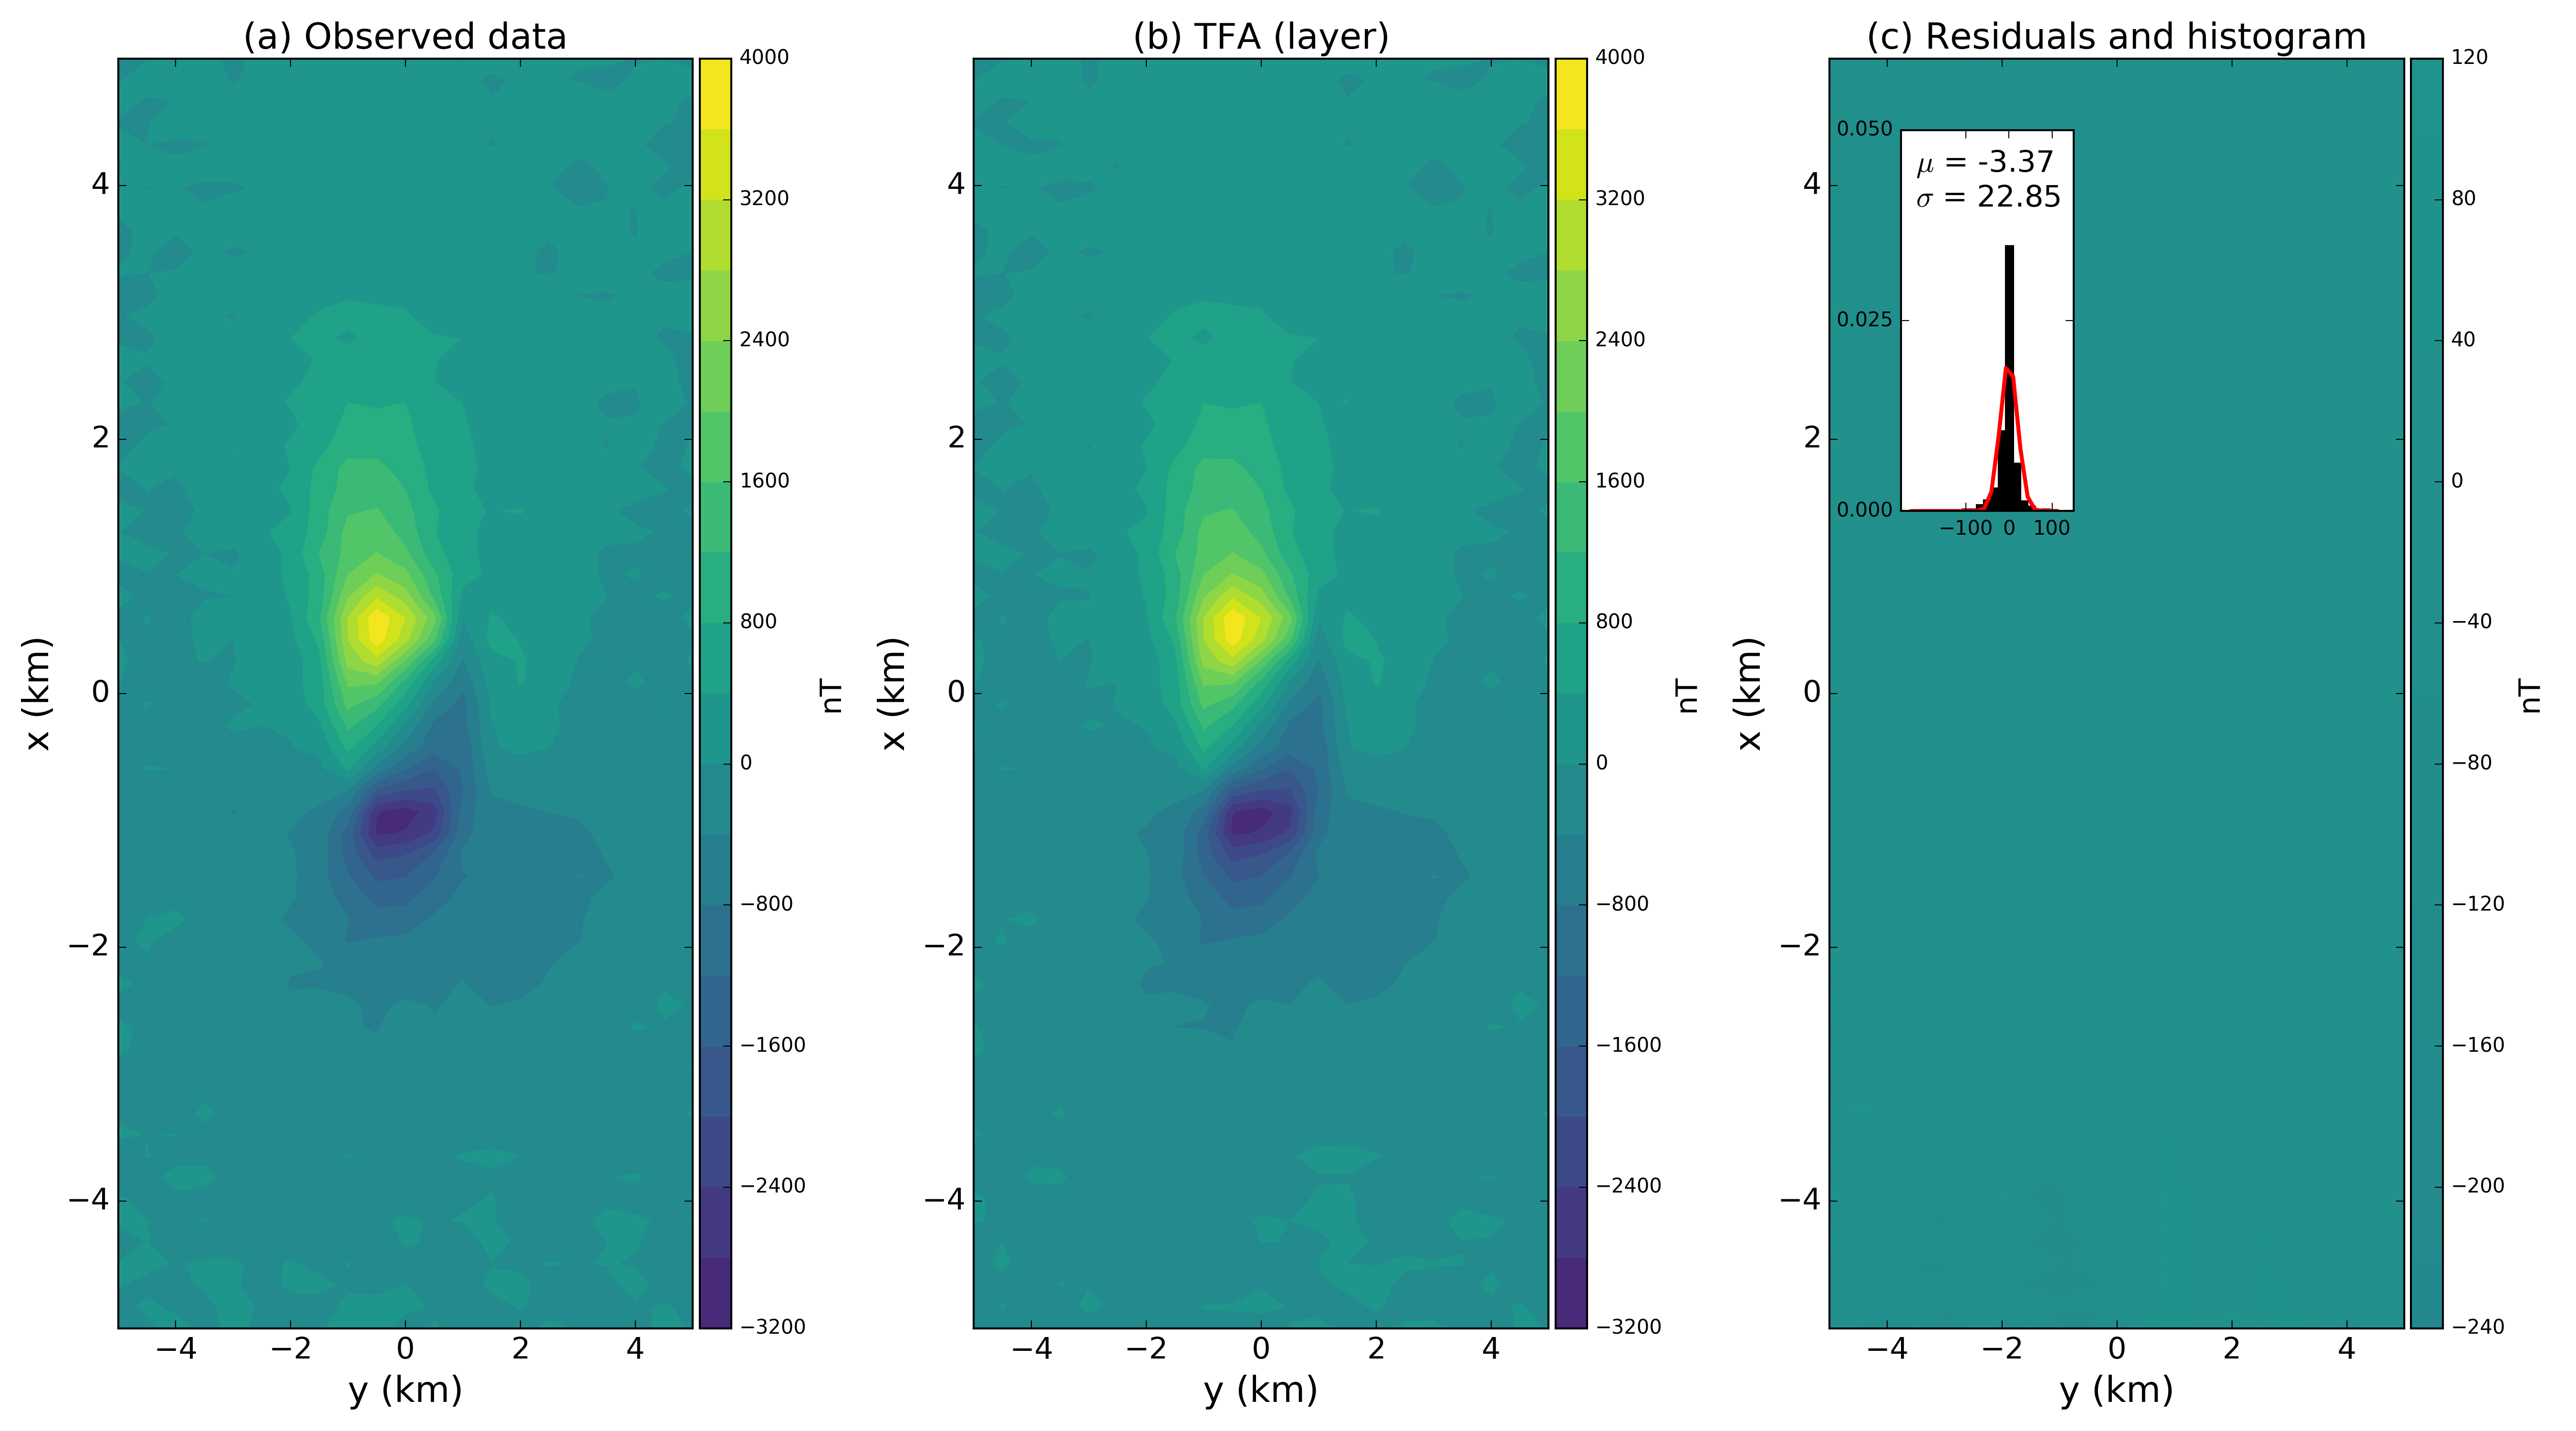 (a) Observed data
4
2
0
−2
−4
x (km)
−4 −2 0 2 4
y (km)
4000
3200
2400
1600
800
0
−800
−1600
−2400
−3200
nT
(b) TFA (layer)
4
2
0
−2
−4
x (km)
−4 −2 0 2 4
y (km)
4000
3200
2400
1600
800
0
−800
−1600
−2400
−3200
nT
(c) Residuals and histogram
4
2
0
−2
−4
x (km)
−4 −2 0 2 4
y (km)
0.050
0.025
0.000
μ = -3.37
σ = 22.85
−100 0 100
120
80
40
0
−40
−80
−120
−160
−200
−240
nT